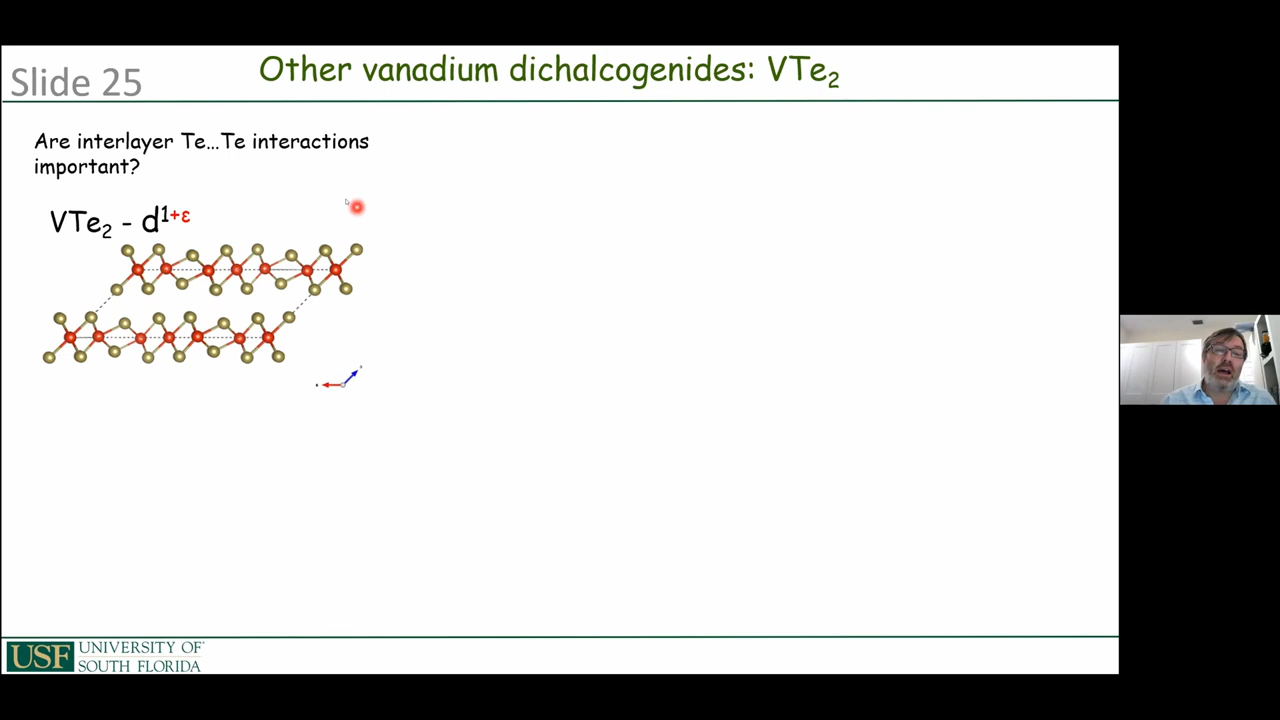 Slide 25
Other vanadium dichalcogenides: VTe₂
Are interlayer Te...Te interactions
important?
VTe₂ - d¹⁺ᵋ
USF UNIVERSITY OF
SOUTH FLORIDA